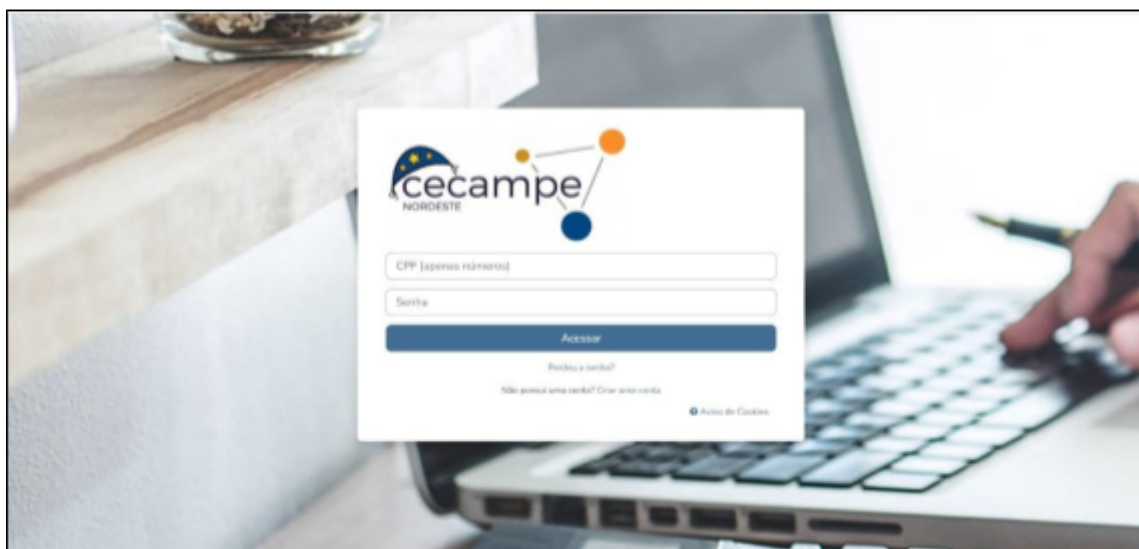 cecampe
NORDESTE
CPF (apenas números)
Senha
Acessar
Perdeu a senha?
Não possui uma conta? Criar uma conta
Aviso de Cookies